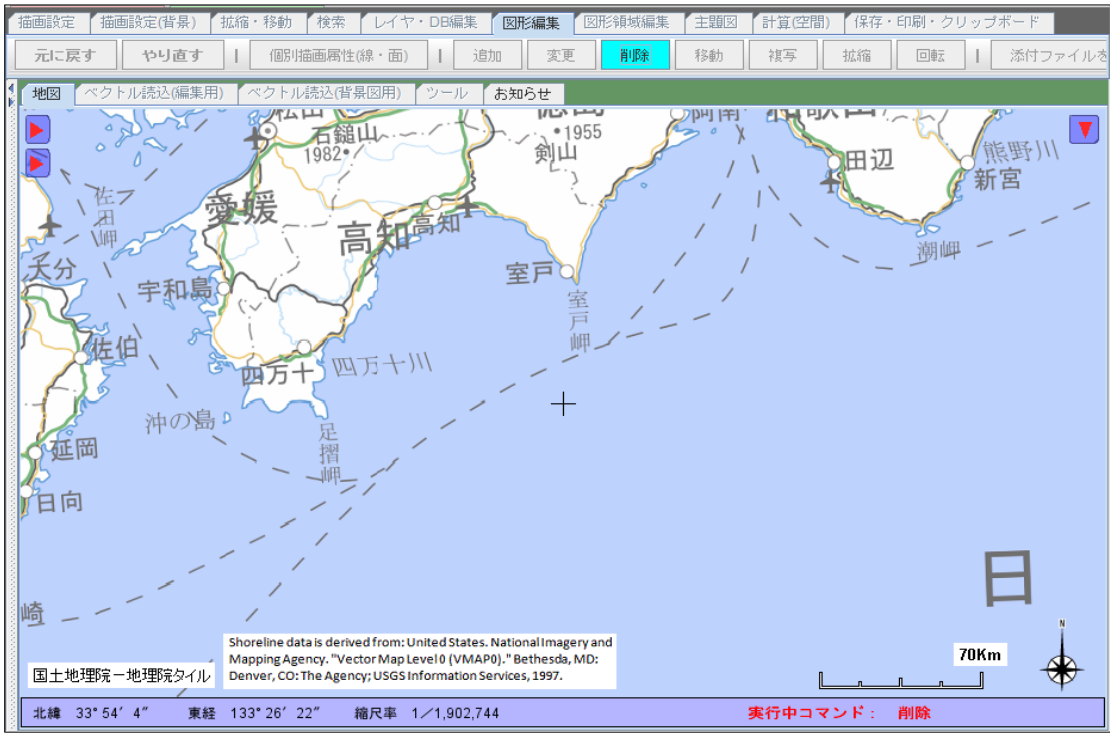 描画設定 描画設定(背景) 拡縮・移動 検索 レイヤ・DB編集 図形編集 図形領域編集 主題図 計算(空間) 保存・印刷・クリップボード
元に戻す やり直す | 個別描画属性(線・面) | 追加 変更 削除 移動 複写 拡縮 回転 | 添付ファイルを
地図 ベクトル読込(編集用) ベクトル読込(背景図用) ツール お知らせ
松山
石鎚山
1982
徳島
1955
剣山
阿南
和歌山
田辺
熊野川
新宮
佐田岬
愛媛
高知
高知
潮岬
大分
宇和島
室戸
室戸岬
佐伯
四万十
四万十川
沖の島
足摺岬
延岡
日向
日
崎
Shoreline data is derived from: United States. National Imagery and
Mapping Agency. "Vector Map Level 0 (VMAP0)." Bethesda, MD:
Denver, CO: The Agency; USGS Information Services, 1997.
国土地理院－地理院タイル
70Km
N
北緯 33° 54′ 4″ 東経 133° 26′ 22″ 縮尺率 1／1,902,744 実行中コマンド： 削除